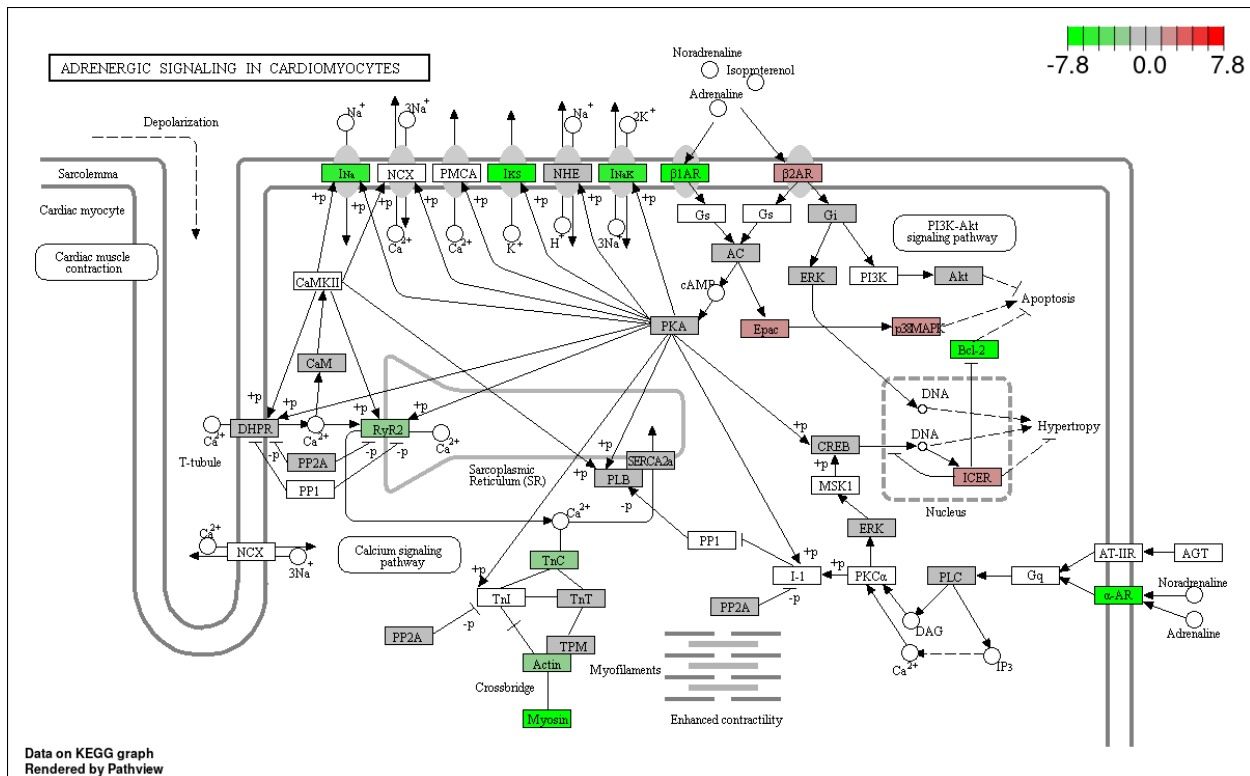 ADRENERGIC SIGNALING IN CARDIOMYOCYTES
-7.8 0.0 7.8
Noradrenaline
Isoproterenol
Adrenaline
Depolarization
Na+ 3Na+ Na+ 2K+
Sarcolemma
INa NCX PMCA IKS NHE INaK β1AR β2AR
+p +p +p +p +p +p +p
Cardiac myocyte
Gs Gs Gi
PI3K-Akt
signaling pathway
Ca2+ Ca2+ K+ H+ 3Na+
Cardiac muscle
contraction
AC
ERK PI3K Akt
CaMKII
cAMP
Apoptosis
PKA Epac p38MAPK
Bcl-2
CaM
DNA
+p +p +p +p
Ca2+ DHPR Ca2+ RyR2 Ca2+
Hypertropy
+p CREB DNA
T-tubule
-p PP2A -p -p
+p +p
SERCA2a
PLB
Sarcoplasmic
Reticulum (SR)
+p
ICER
PP1
MSK1
-p
Nucleus
Ca2+
Ca2+
ERK
NCX
3Na+
Calcium signaling
pathway
PP1
+p
AT-IIR AGT
TnC
+p
I-1 +p PKCα PLC Gq
Noradrenaline
TnI TnT
-p
α-AR
PP2A
-p
DAG
Adrenaline
PP2A
TPM
Actin
Myofilaments
Ca2+ IP3
Crossbridge
Myosin
Enhanced contractility
Data on KEGG graph
Rendered by Pathview